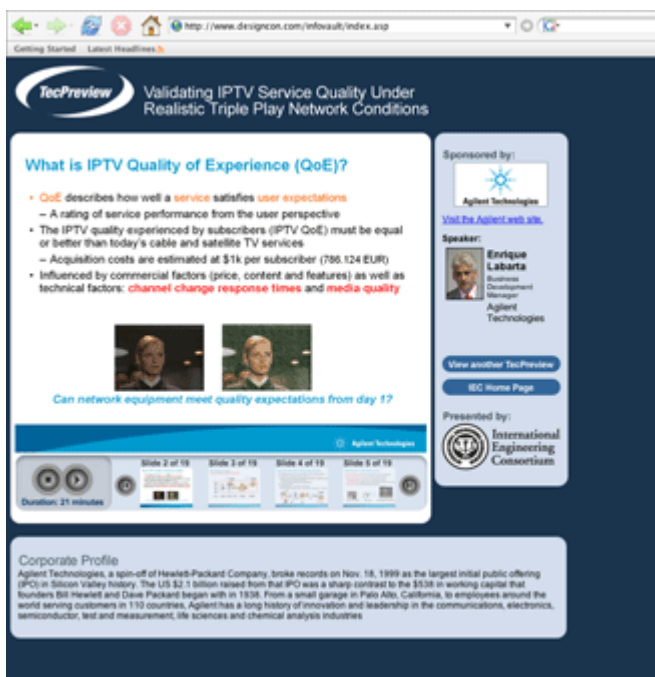 http://www.designcon.com/infovault/index.asp
Getting Started Latest Headlines
TecPreview
Validating IPTV Service Quality Under
Realistic Triple Play Network Conditions
What is IPTV Quality of Experience (QoE)?
• QoE describes how well a service satisfies user expectations
– A rating of service performance from the user perspective
• The IPTV quality experienced by subscribers (IPTV QoE) must be equal
or better than today's cable and satellite TV services
– Acquisition costs are estimated at $1k per subscriber (786.124 EUR)
• Influenced by commercial factors (price, content and features) as well as
technical factors: channel change response times and media quality
Can network equipment meet quality expectations from day 1?
Agilent Technologies
Duration: 21 minutes
Slide 2 of 19 Slide 3 of 19 Slide 4 of 19 Slide 5 of 19
Sponsored by:
Agilent Technologies
Visit the Agilent web site.
Speaker:
Enrique
Labarta
Business
Development
Manager
Agilent
Technologies
View another TecPreview
IEC Home Page
Presented by:
International
Engineering
Consortium
Corporate Profile
Agilent Technologies, a spin-off of Hewlett-Packard Company, broke records on Nov. 18, 1999 as the largest initial public offering
(IPO) in Silicon Valley history. The US $2.1 billion raised from that IPO was a sharp contrast to the $538 in working capital that
founders Bill Hewlett and Dave Packard began with in 1938. From a small garage in Palo Alto, California, to employees around the
world serving customers in 110 countries, Agilent has a long history of innovation and leadership in the communications, electronics,
semiconductor, test and measurement, life sciences and chemical analysis industries